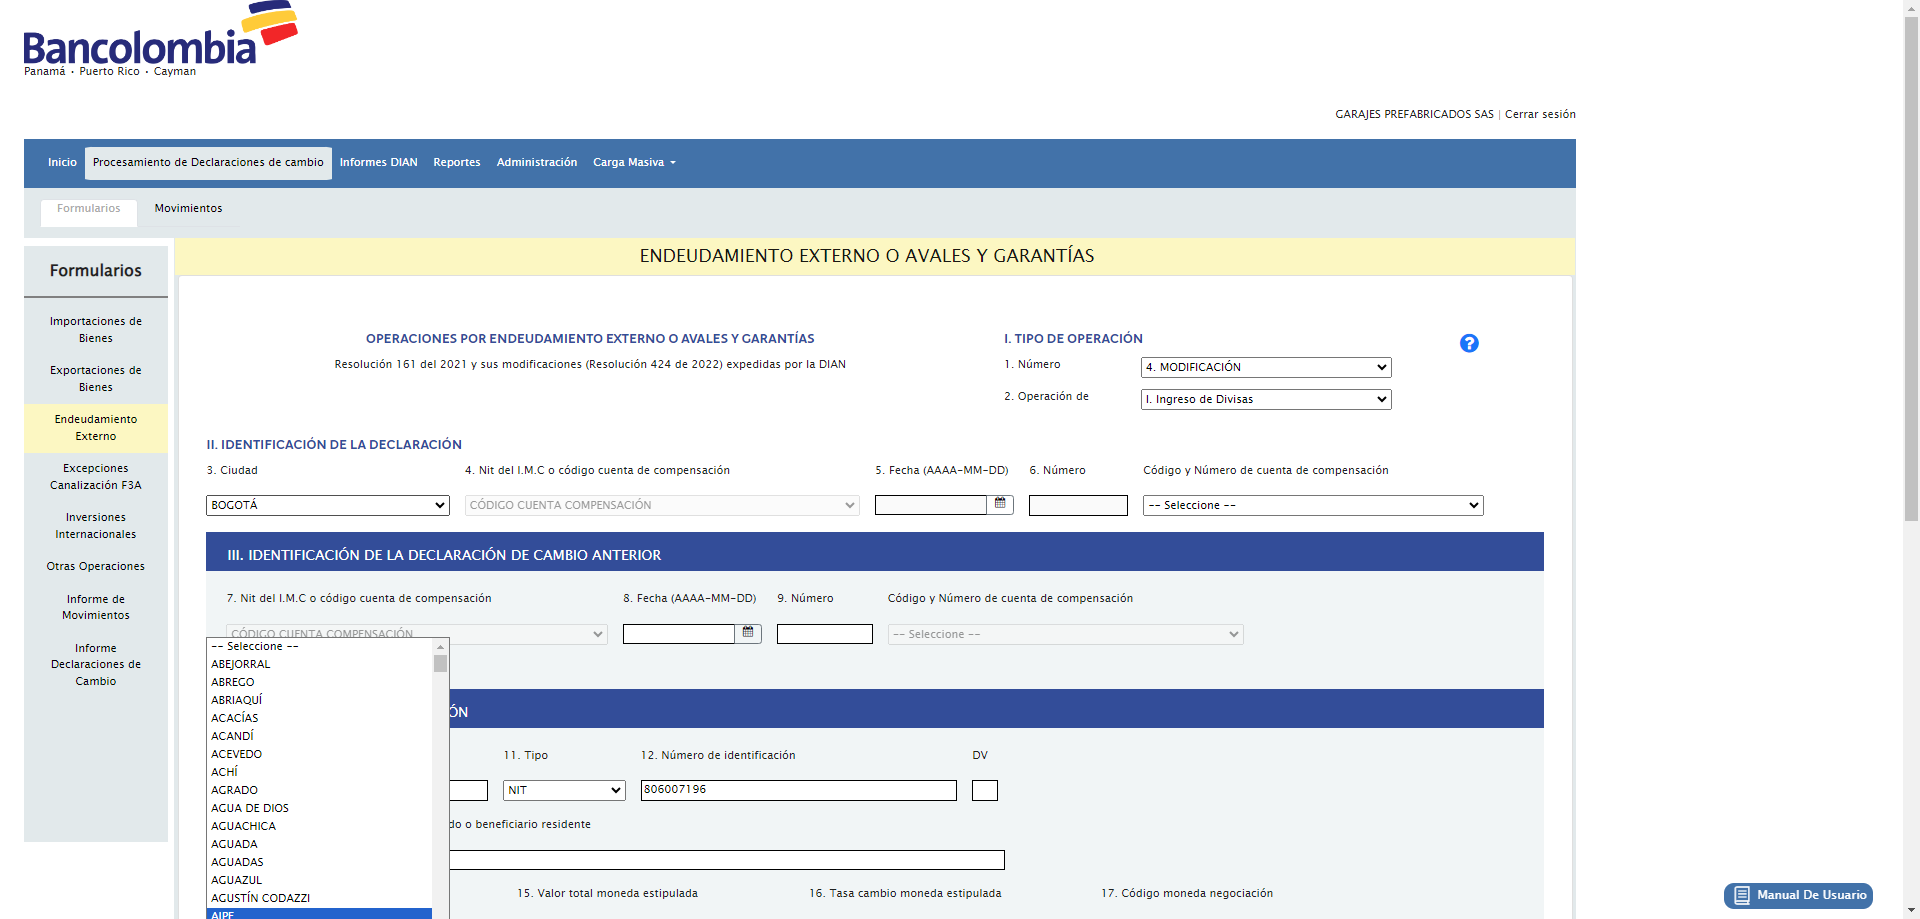 Bancolombia
Panamá • Puerto Rico • Cayman
GARAJES PREFABRICADOS SAS | Cerrar sesión
Inicio Procesamiento de Declaraciones de cambio Informes DIAN Reportes Administración Carga Masiva
Formularios Movimientos
Formularios
Importaciones de
Bienes
Exportaciones de
Bienes
Endeudamiento
Externo
Excepciones
Canalización F3A
Inversiones
Internacionales
Otras Operaciones
Informe de
Movimientos
Informe
Declaraciones de
Cambio
ENDEUDAMIENTO EXTERNO O AVALES Y GARANTÍAS
OPERACIONES POR ENDEUDAMIENTO EXTERNO O AVALES Y GARANTÍAS
Resolución 161 del 2021 y sus modificaciones (Resolución 424 de 2022) expedidas por la DIAN
I. TIPO DE OPERACIÓN
?
1. Número 4. MODIFICACIÓN
2. Operación de I. Ingreso de Divisas
II. IDENTIFICACIÓN DE LA DECLARACIÓN
3. Ciudad 4. Nit del I.M.C o código cuenta de compensación 5. Fecha (AAAA-MM-DD) 6. Número Código y Número de cuenta de compensación
BOGOTÁ CÓDIGO CUENTA COMPENSACIÓN -- Seleccione --
III. IDENTIFICACIÓN DE LA DECLARACIÓN DE CAMBIO ANTERIOR
7. Nit del I.M.C o código cuenta de compensación 8. Fecha (AAAA-MM-DD) 9. Número Código y Número de cuenta de compensación
CÓDIGO CUENTA COMPENSACIÓN -- Seleccione --
-- Seleccione --
ABEJORRAL
ABREGO
ABRIAQUÍ
ACACÍAS
ACANDÍ
ACEVEDO
ACHÍ
AGRADO
AGUA DE DIOS
AGUACHICA
AGUADA
AGUADAS
AGUAZUL
AGUSTÍN CODAZZI
AIPE
ÓN
11. Tipo 12. Número de identificación DV
NIT 806007196
do o beneficiario residente
15. Valor total moneda estipulada 16. Tasa cambio moneda estipulada 17. Código moneda negociación
Manual De Usuario